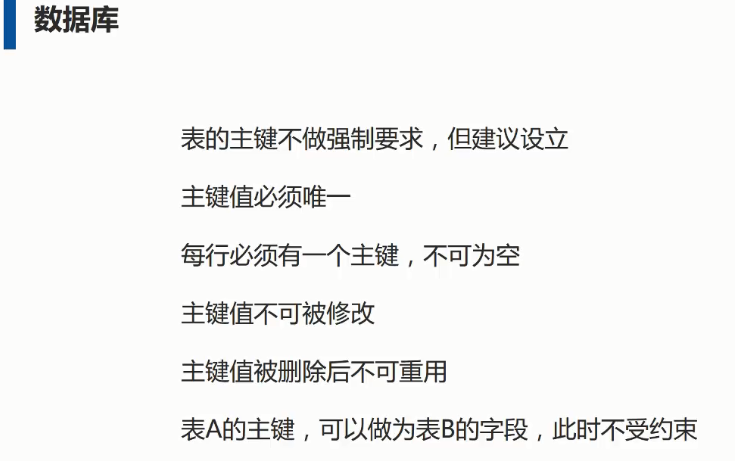 数据库
表的主键不做强制要求，但建议设立
主键值必须唯一
每行必须有一个主键，不可为空
主键值不可被修改
主键值被删除后不可重用
表A的主键，可以做为表B的字段，此时不受约束